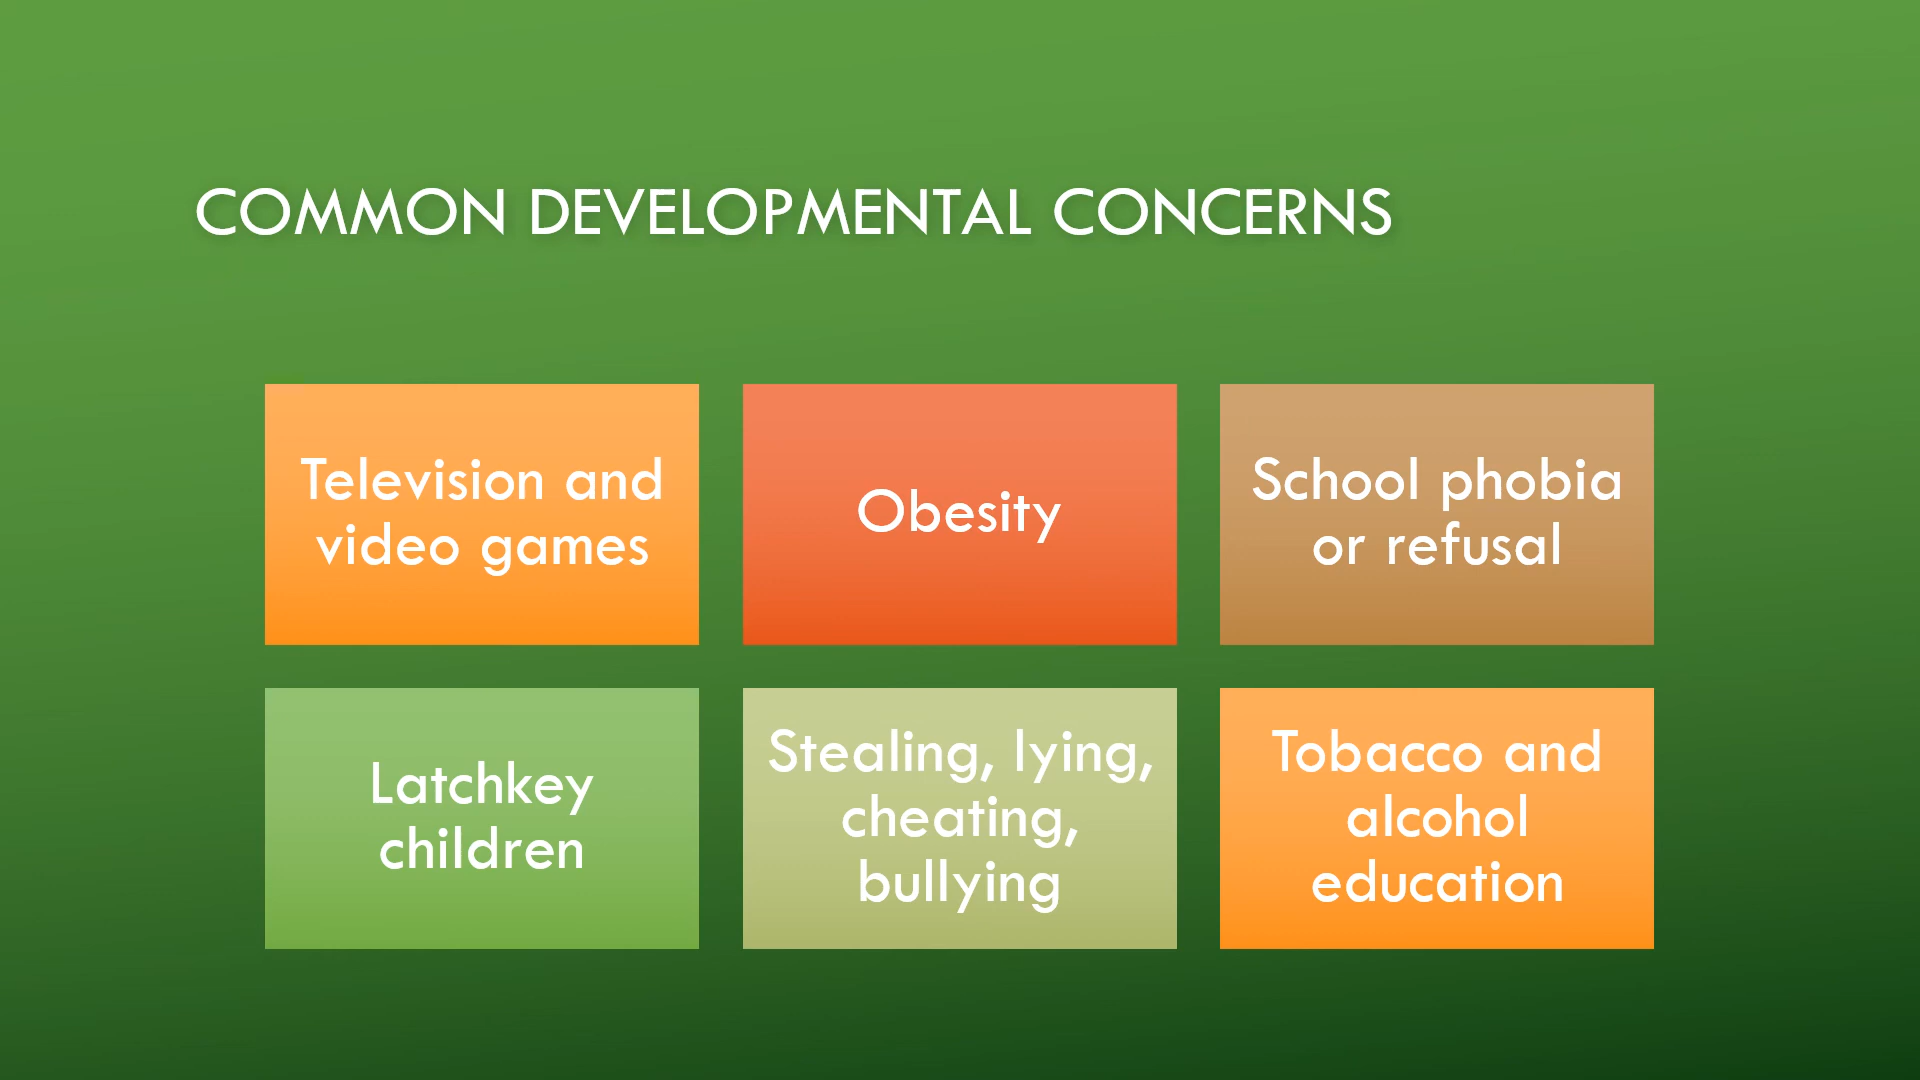 COMMON DEVELOPMENTAL CONCERNS
Television and
video games
Obesity
School phobia
or refusal
Latchkey
children
Stealing, lying,
cheating,
bullying
Tobacco and
alcohol
education